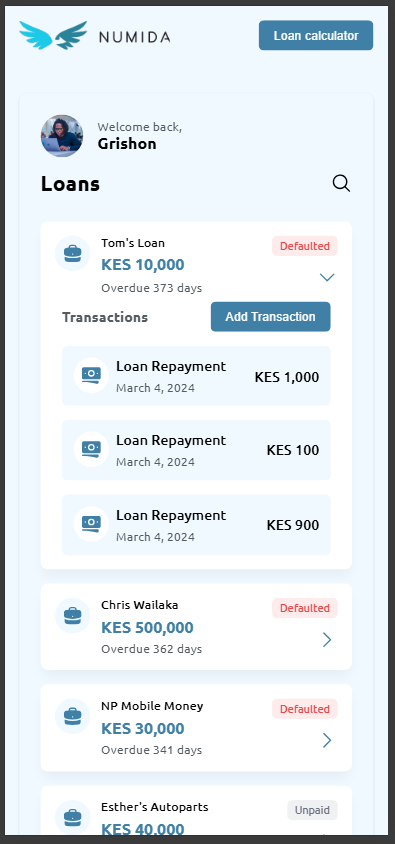 NUMIDA
Loan calculator
Welcome back,
Grishon
Loans
Tom's Loan
Defaulted
KES 10,000
Overdue 373 days
Transactions
Add Transaction
Loan Repayment
KES 1,000
March 4, 2024
Loan Repayment
KES 100
March 4, 2024
Loan Repayment
KES 900
March 4, 2024
Chris Wailaka
Defaulted
KES 500,000
Overdue 362 days
NP Mobile Money
Defaulted
KES 30,000
Overdue 341 days
Esther's Autoparts
Unpaid
KES 40,000